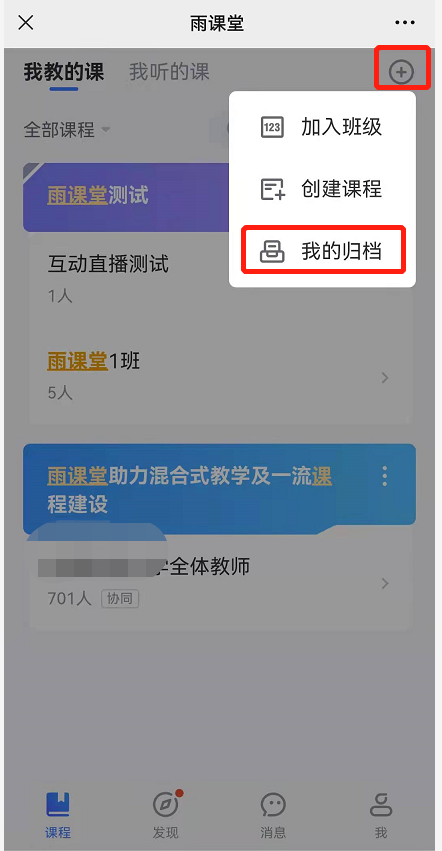 雨课堂
我教的课 我听的课
全部课程
123 加入班级
创建课程
我的归档
雨课堂测试
互动直播测试
1人
雨课堂1班
5人
雨课堂助力混合式教学及一流课
程建设
全体教师
701人 协同
课程 发现 消息 我